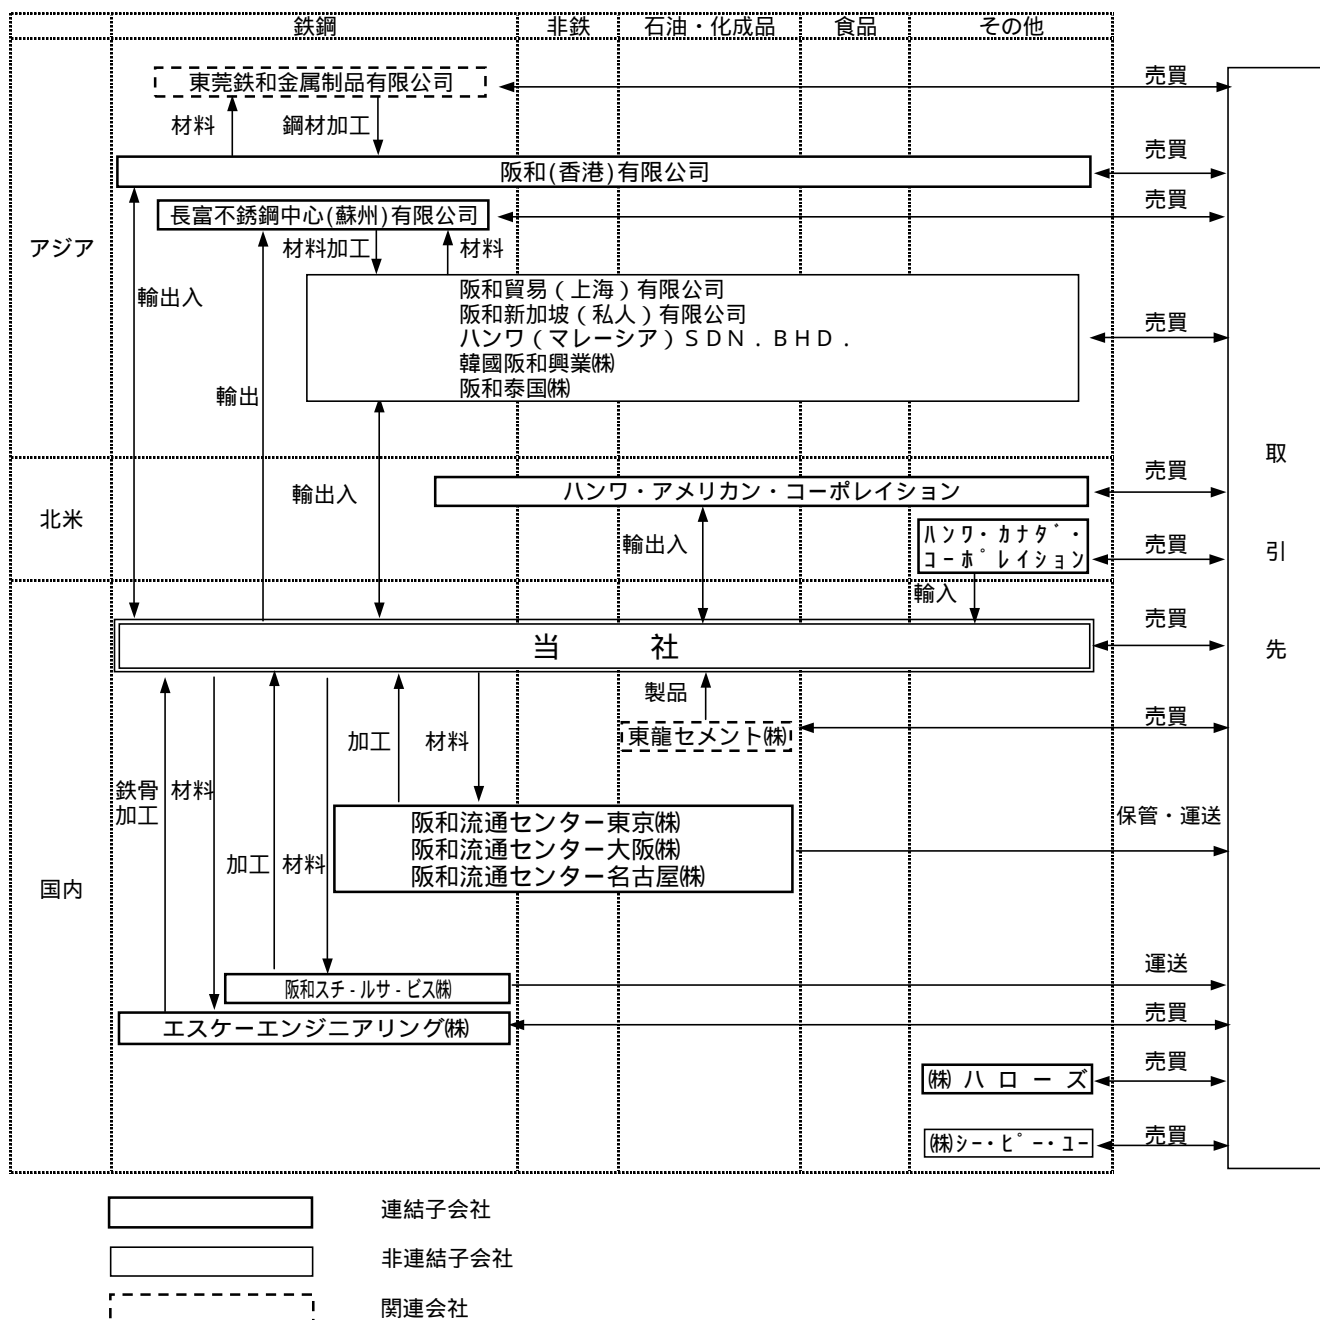 鉄鋼 非鉄 石油・化成品 食品 その他
東莞鉄和金属制品有限公司
売買
材料
鋼材加工
売買
阪和(香港)有限公司
売買
長富不銹鋼中心(蘇州)有限公司
アジア
材料加工
材料
輸出入
阪和貿易（上海）有限公司
阪和新加坡（私人）有限公司
ハンワ（マレーシア）ＳＤＮ．ＢＨＤ．
韓國阪和興業㈱
阪和泰国㈱
売買
輸出
取
引
先
北米
売買
ハンワ・アメリカン・コーポレイション
輸出入
輸出入
ﾊﾝﾜ・ｶﾅﾀﾞ・
ｺｰﾎﾟﾚｲｼｮﾝ
売買
輸入
売買
当　社
製品
売買
東龍セメント㈱
加工
材料
鉄骨
加工
材料
保管・運送
阪和流通センター東京㈱
阪和流通センター大阪㈱
阪和流通センター名古屋㈱
加工
材料
国内
運送
阪和スチ-ルサ-ビス㈱
売買
エスケーエンジニアリング㈱
売買
㈱ ハ ロ ー ズ
売買
㈱ｼｰ・ﾋﾟｰ・ﾕｰ
連結子会社
非連結子会社
関連会社